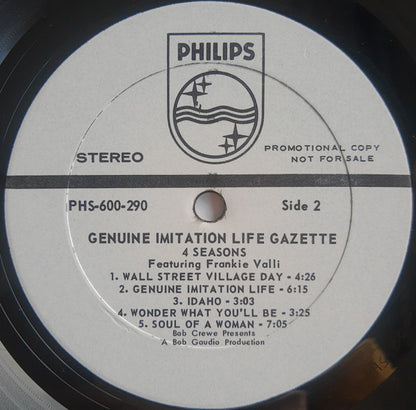 PHILIPS
STEREO
PROMOTIONAL COPY
NOT FOR SALE
PHS-600-290
Side 2
GENUINE IMITATION LIFE GAZETTE
4 SEASONS
Featuring Frankie Valli
1. WALL STREET VILLAGE DAY - 4:26
2. GENUINE IMITATION LIFE - 6:15
3. IDAHO - 3:03
4. WONDER WHAT YOU'LL BE - 3:25
5. SOUL OF A WOMAN - 7:05
Bob Crewe Presents
A Bob Gaudio Production